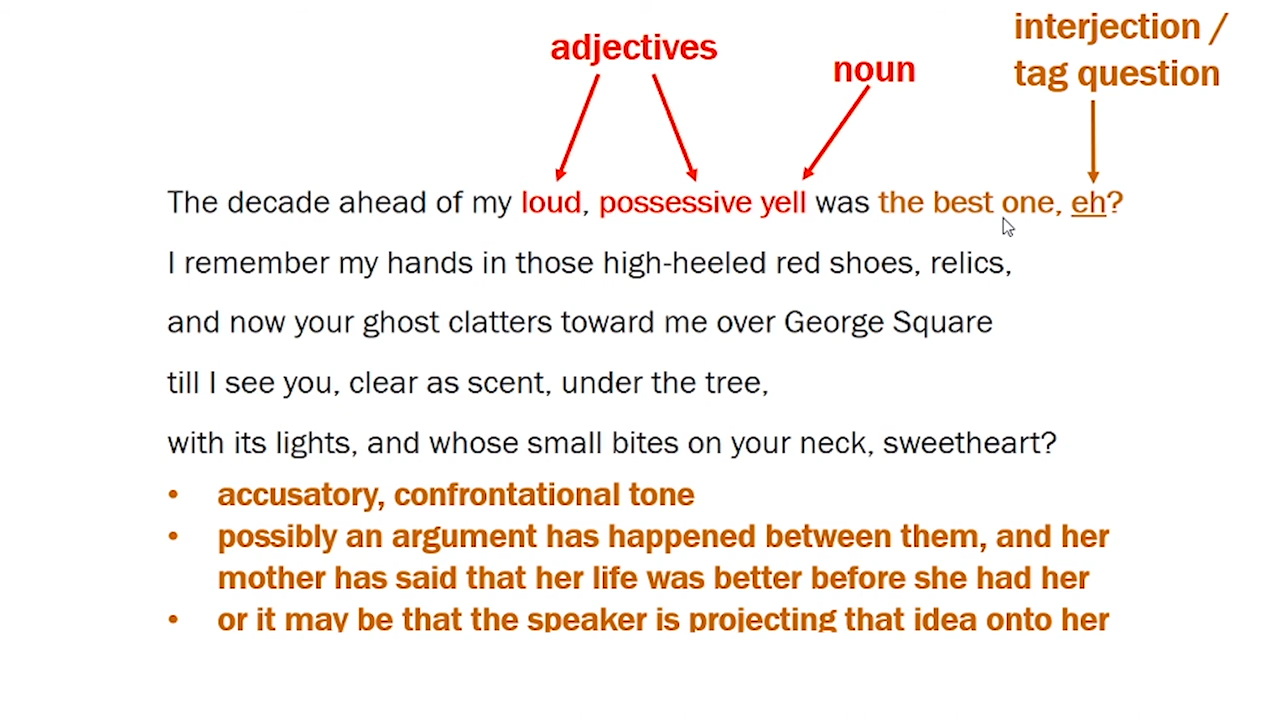 interjection /
adjectives
noun
tag question
The decade ahead of my loud, possessive yell was the best one, eh?
I remember my hands in those high-heeled red shoes, relics,
and now your ghost clatters toward me over George Square
till I see you, clear as scent, under the tree,
with its lights, and whose small bites on your neck, sweetheart?
• accusatory, confrontational tone
• possibly an argument has happened between them, and her
mother has said that her life was better before she had her
• or it may be that the speaker is projecting that idea onto her